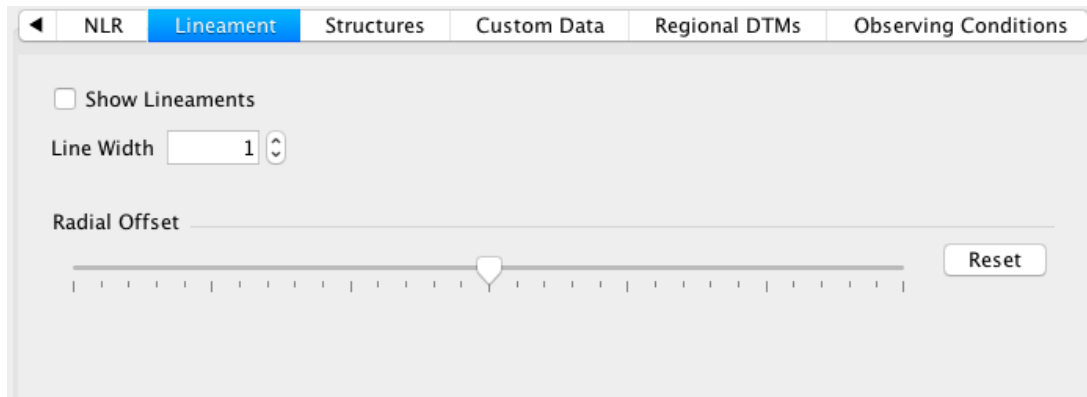 NLR Lineament Structures Custom Data Regional DTMs Observing Conditions
Show Lineaments
Line Width 1
Radial Offset
Reset